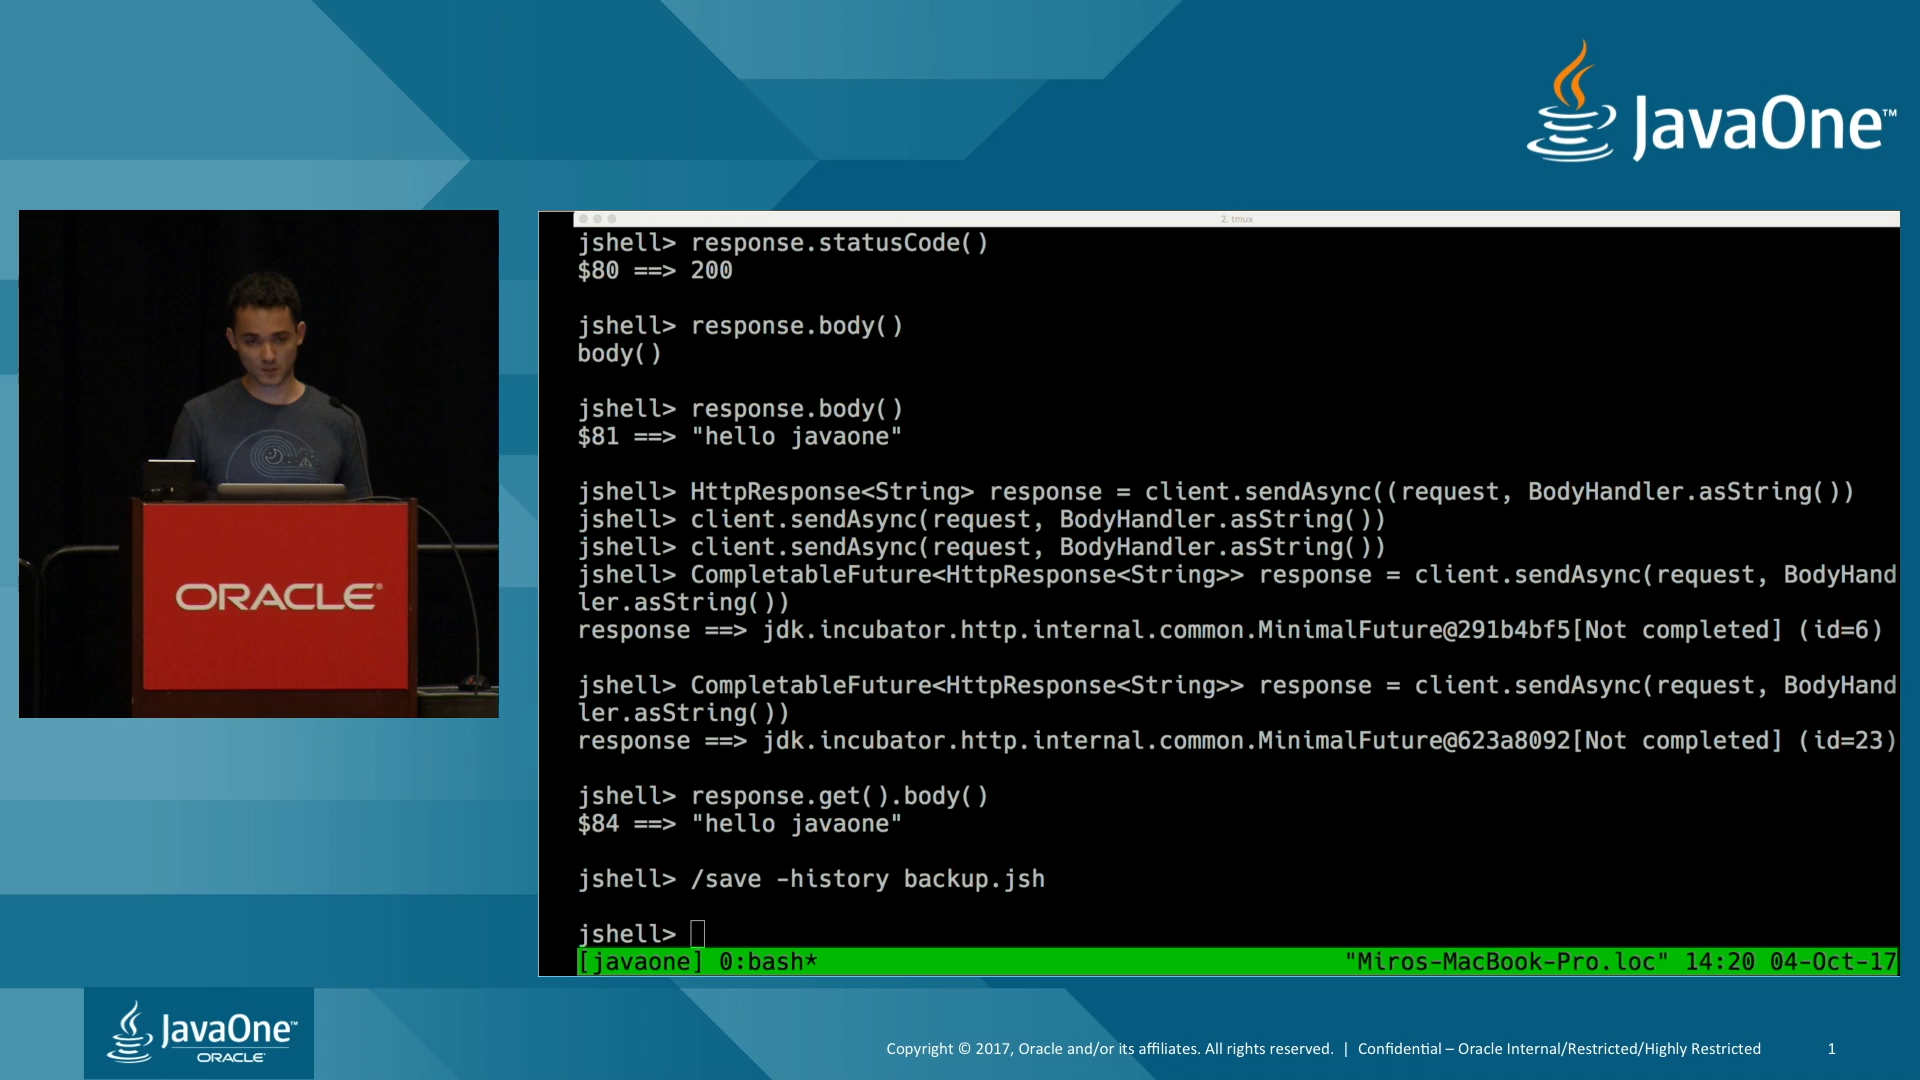 JavaOne™
2. tmux
jshell> response.statusCode()
$80 ==> 200
jshell> response.body()
body()
jshell> response.body()
$81 ==> "hello javaone"
jshell> HttpResponse<String> response = client.sendAsync((request, BodyHandler.asString())
jshell> client.sendAsync(request, BodyHandler.asString())
jshell> client.sendAsync(request, BodyHandler.asString())
jshell> CompletableFuture<HttpResponse<String>> response = client.sendAsync(request, BodyHand
ler.asString())
response ==> jdk.incubator.http.internal.common.MinimalFuture@291b4bf5[Not completed] (id=6)
jshell> CompletableFuture<HttpResponse<String>> response = client.sendAsync(request, BodyHand
ler.asString())
response ==> jdk.incubator.http.internal.common.MinimalFuture@623a8092[Not completed] (id=23)
jshell> response.get().body()
$84 ==> "hello javaone"
jshell> /save -history backup.jsh
jshell>
[javaone] 0:bash* "Miros-MacBook-Pro.loc" 14:20 04-Oct-17
ORACLE®
JavaOne™
ORACLE®
Copyright © 2017, Oracle and/or its affiliates. All rights reserved. | Confidential – Oracle Internal/Restricted/Highly Restricted 1